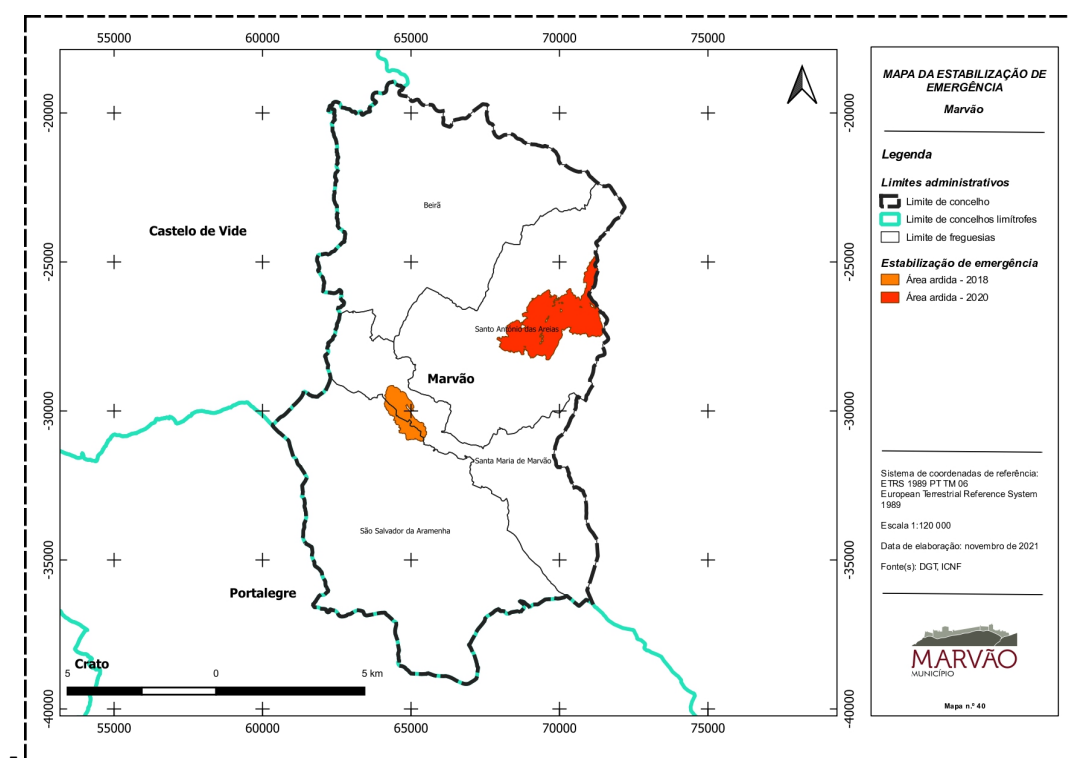 55000 60000 65000 70000 75000
-20000
-25000
-30000
-35000
-40000
-20000
-25000
-30000
-35000
-40000
Beirã
Castelo de Vide
Santo António das Areias
Marvão
Santa Maria de Marvão
São Salvador da Aramenha
Portalegre
Crato
5 0 5 km
55000 60000 65000 70000 75000
MAPA DA ESTABILIZAÇÃO DE
EMERGÊNCIA
Marvão
Legenda
Limites administrativos
Limite de concelho
Limite de concelhos limítrofes
Limite de freguesias
Estabilização de emergência
Área ardida - 2018
Área ardida - 2020
Sistema de coordenadas de referência:
ETRS 1989 PT TM 06
European Terrestrial Reference System
1989
Escala 1:120 000
Data de elaboração: novembro de 2021
Fonte(s): DGT, ICNF
MARVÃO
MUNICÍPIO
Mapa n.º 40